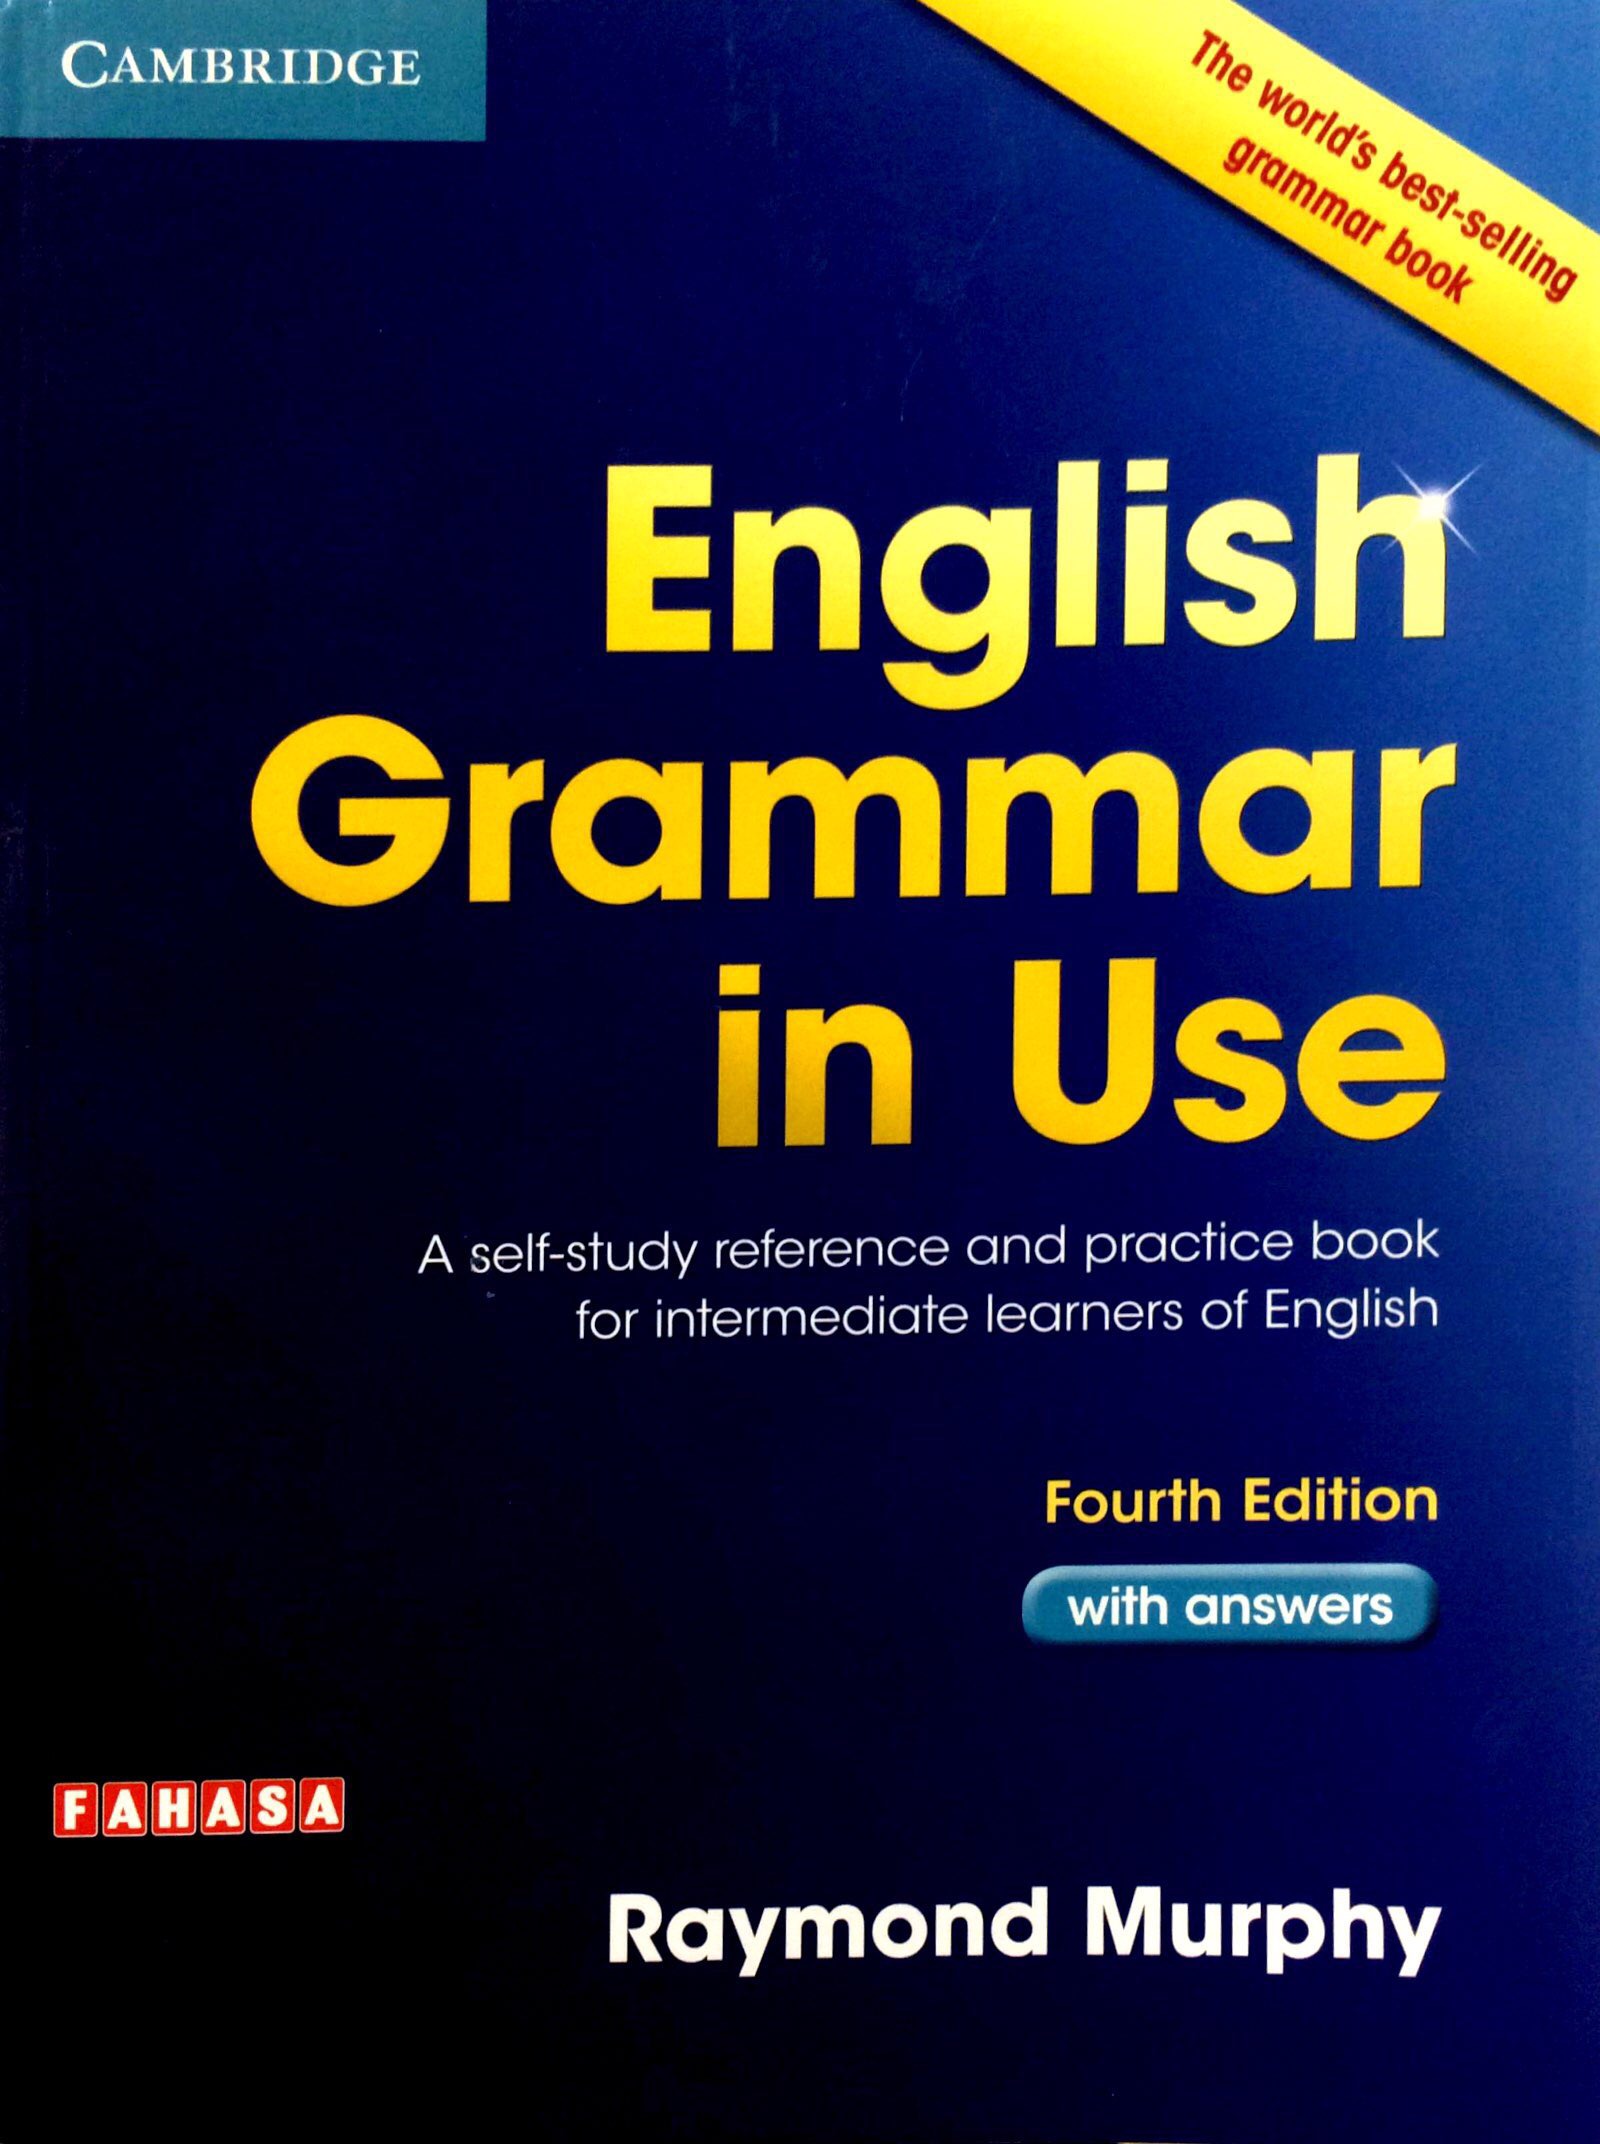 CAMBRIDGE
The world's best-selling
grammar book
English
Grammar
in Use
A self-study reference and practice book
for intermediate learners of English
Fourth Edition
with answers
FAHASA
Raymond Murphy